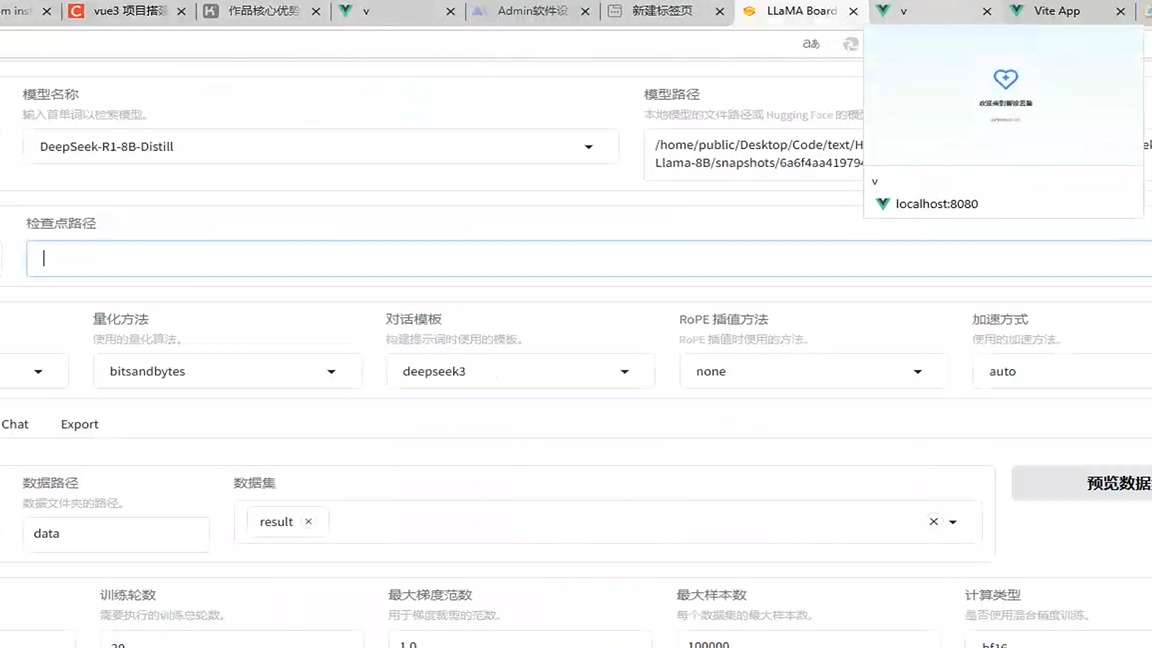 m ins
vue3 项目搭建
作品核心优势
v
Admin软件设
新建标签页
LLaMA Board
v
Vite App
aあ
欢迎来到智诊云脑
v
localhost:8080
模型名称
输入首单词以检索模型。
DeepSeek-R1-8B-Distill
模型路径
本地模型的文件路径或 Hugging Face 的模
/home/public/Desktop/Code/text/H
Llama-8B/snapshots/6a6f4aa419794
检查点路径
量化方法
使用的量化算法。
bitsandbytes
对话模板
构建提示词时使用的模板。
deepseek3
RoPE 插值方法
RoPE 插值时使用的方法。
none
加速方式
使用的加速方法。
auto
Chat
Export
数据路径
数据文件夹的路径。
data
数据集
result
预览数据
训练轮数
需要执行的训练总轮数。
最大梯度范数
用于梯度裁剪的范数。
1.0
最大样本数
每个数据集的最大样本数。
100000
计算类型
是否使用混合精度训练。
bf16